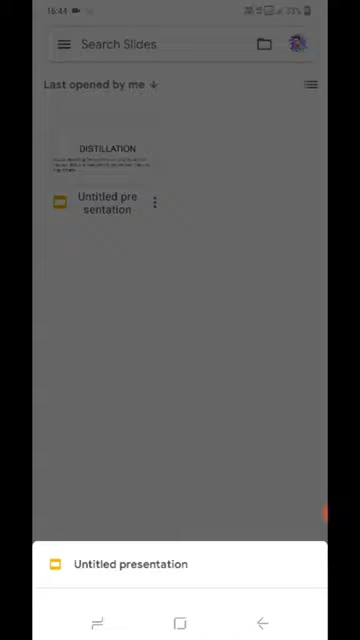 16:44
Search Slides
Last opened by me
DISTILLATION
Untitled pre
sentation
Untitled presentation